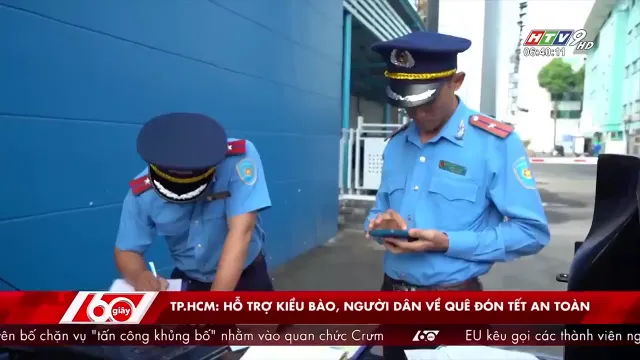 HTV9 HD
06:40:11
60 giây
TP.HCM: HỖ TRỢ KIỀU BÀO, NGƯỜI DÂN VỀ QUÊ ĐÓN TẾT AN TOÀN
yên bố chặn vụ "tấn công khủng bố" nhằm vào quan chức Crưm
60
EU kêu gọi các thành viên ng